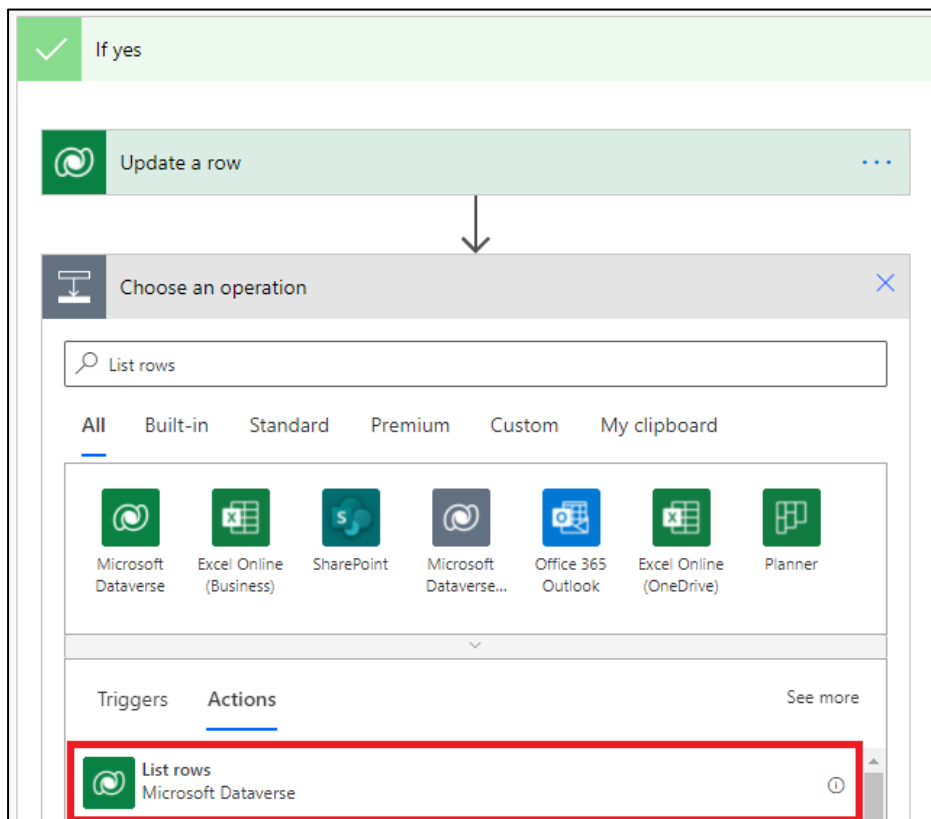 If yes
Update a row
Choose an operation
List rows
All Built-in Standard Premium Custom My clipboard
Microsoft Dataverse
Excel Online (Business)
SharePoint
Microsoft Dataverse...
Office 365 Outlook
Excel Online (OneDrive)
Planner
Triggers Actions See more
List rows
Microsoft Dataverse